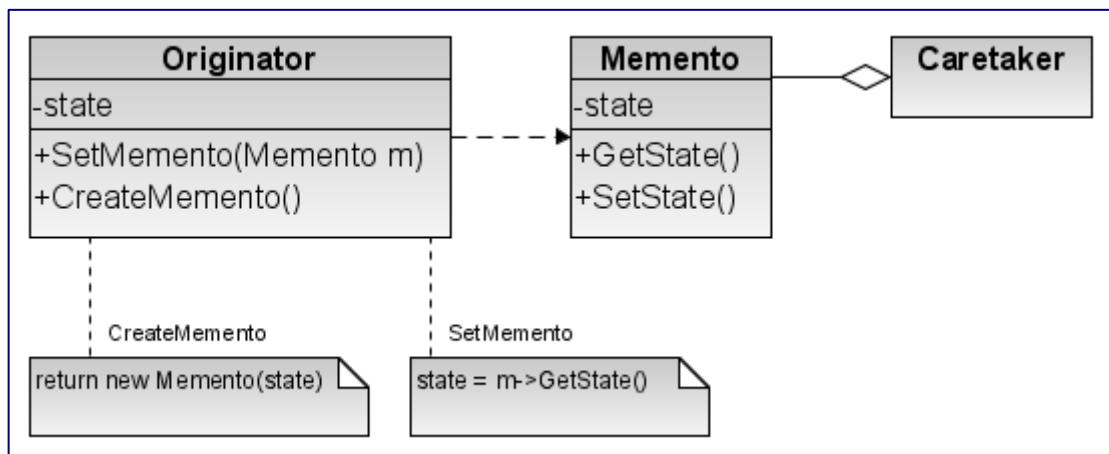 Originator
-state
+SetMemento(Memento m)
+CreateMemento()
Memento
-state
+GetState()
+SetState()
Caretaker
CreateMemento
return new Memento(state)
SetMemento
state = m->GetState()